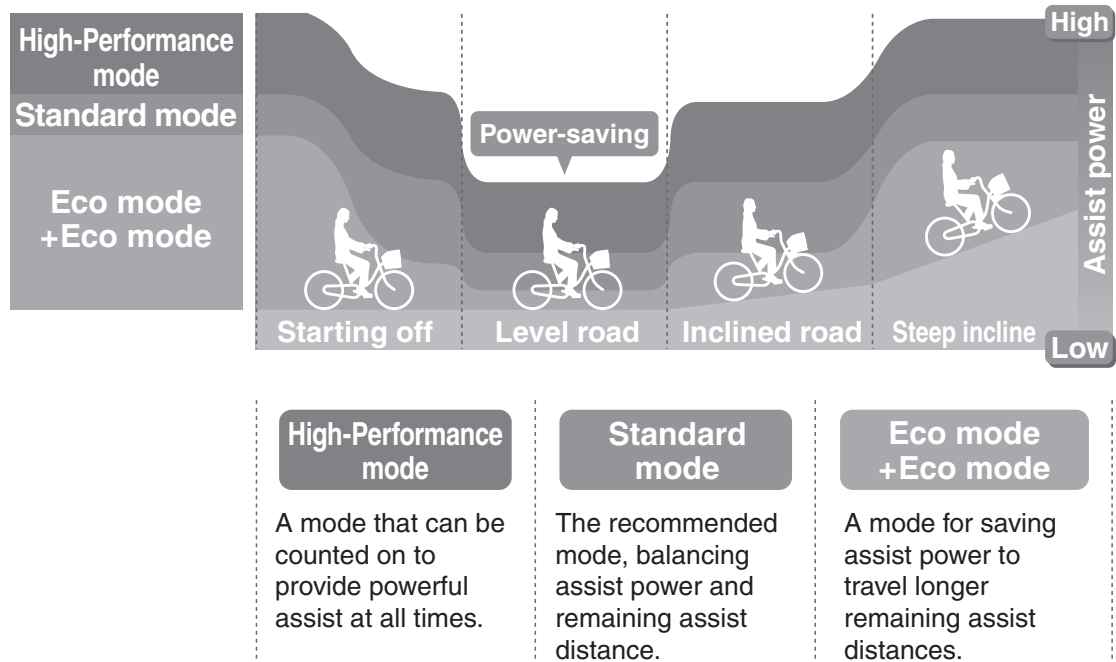 High-Performance
mode
Standard mode
Eco mode
+Eco mode
Power-saving
High
Assist power
Low
Starting off
Level road
Inclined road
Steep incline
High-Performance
mode
A mode that can be
counted on to
provide powerful
assist at all times.
Standard
mode
The recommended
mode, balancing
assist power and
remaining assist
distance.
Eco mode
+Eco mode
A mode for saving
assist power to
travel longer
remaining assist
distances.